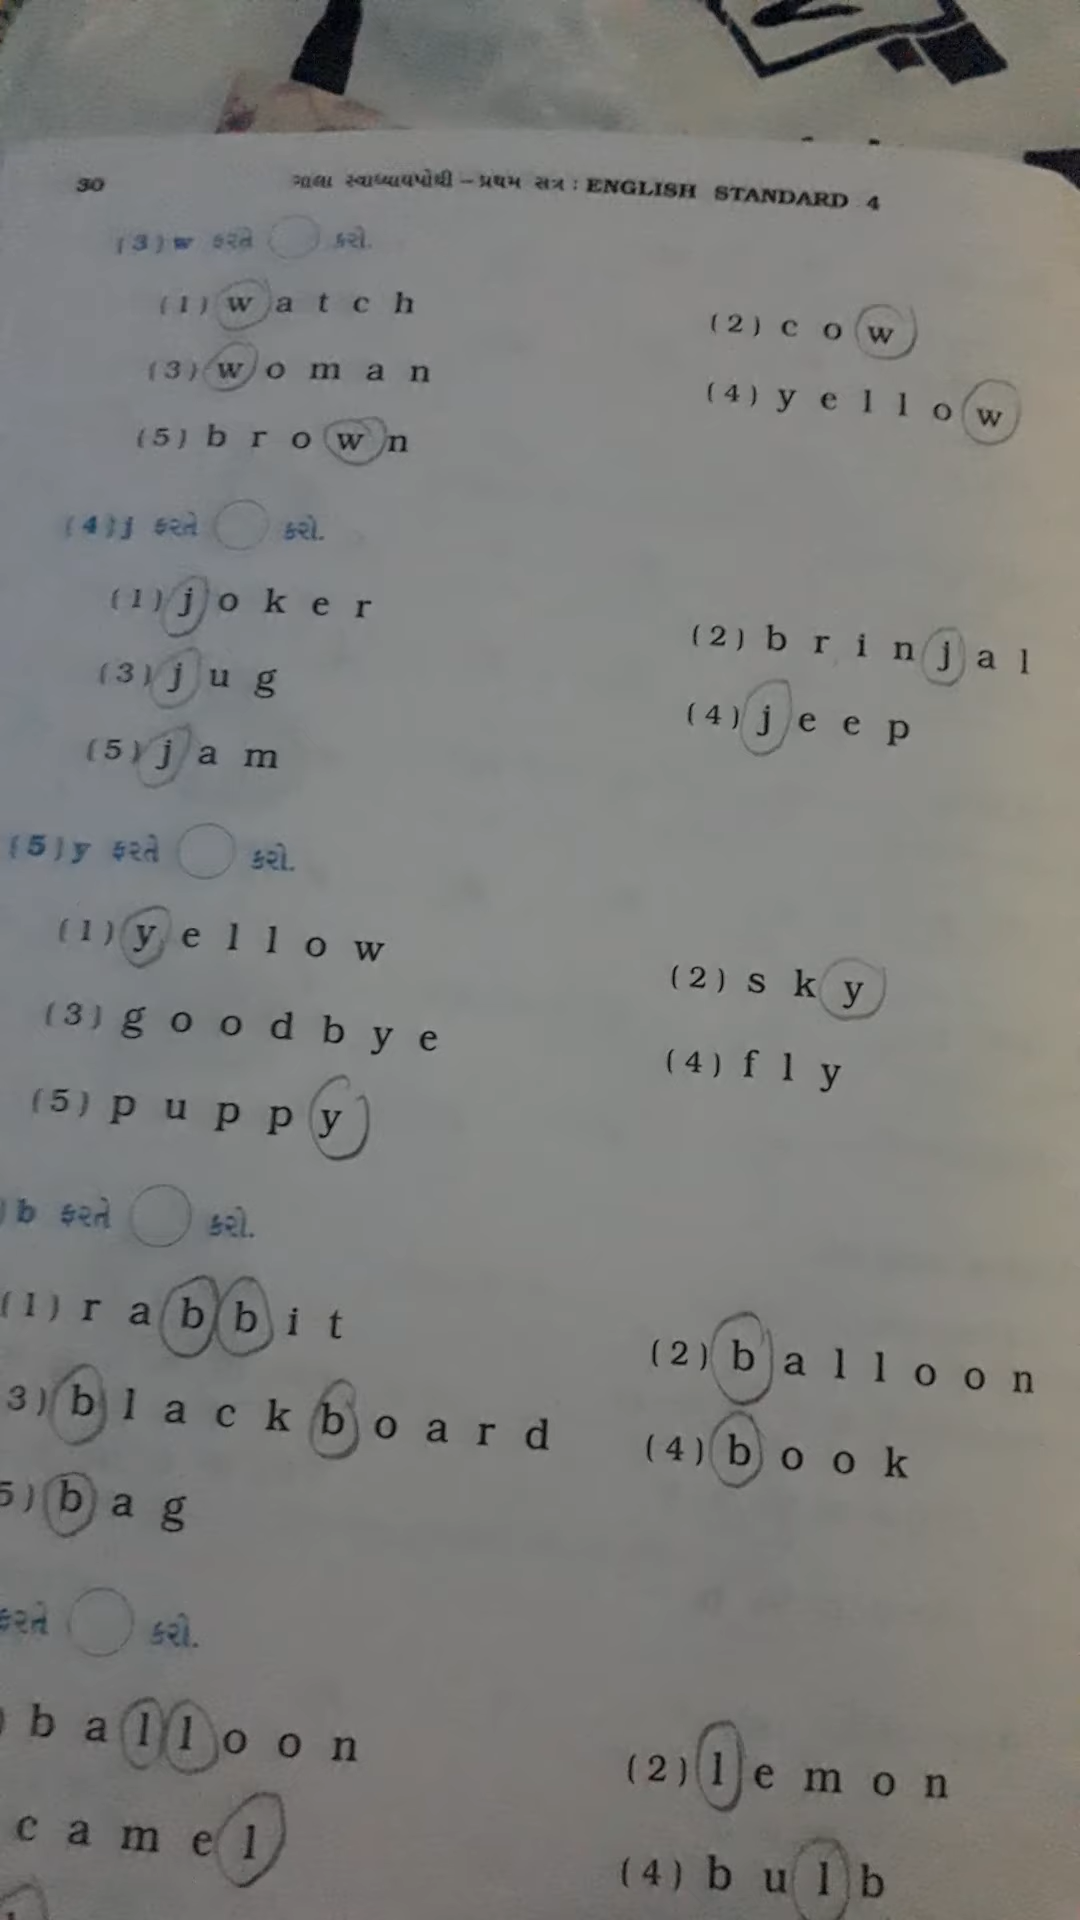 30 ગાલા સ્વાધ્યાયપોથી – પ્રથમ સત્ર : ENGLISH STANDARD 4
(3) w ફરતે કરો.
(1) w a t c h (2) c o w
(3) w o m a n (4) y e l l o w
(5) b r o w n
(4) j ફરતે કરો.
(1) j o k e r (2) b r i n j a l
(3) j u g (4) j e e p
(5) j a m
(5) y ફરતે કરો.
(1) y e l l o w (2) s k y
(3) g o o d b y e (4) f l y
(5) p u p p y
) b ફરતે કરો.
(1) r a b b i t (2) b a l l o o n
3) b l a c k b o a r d (4) b o o k
5) b a g
ફરતે કરો.
) b a l l o o n (2) l e m o n
c a m e l (4) b u l b